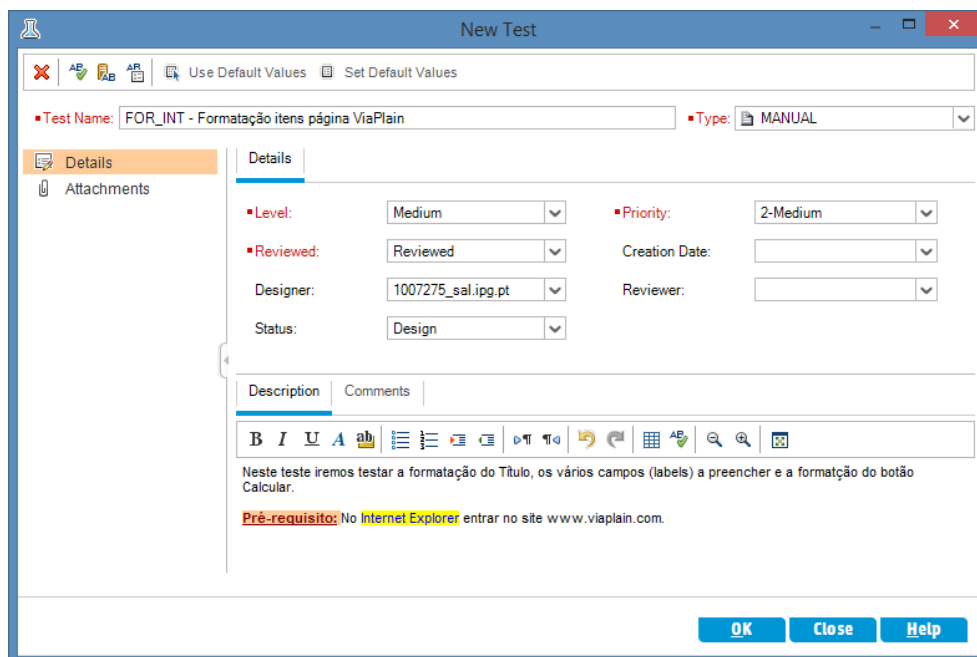 New Test
Use Default Values Set Default Values
Test Name: FOR_INT - Formatação itens página ViaPlain Type: MANUAL
Details
Attachments
Details
Level: Medium Priority: 2-Medium
Reviewed: Reviewed Creation Date:
Designer: 1007275_sal.ipg.pt Reviewer:
Status: Design
Description Comments
B I U A ab
Neste teste iremos testar a formatação do Título, os vários campos (labels) a preencher e a formatção do botão
Calcular.
Pré-requisito: No Internet Explorer entrar no site www.viaplain.com.
OK Close Help